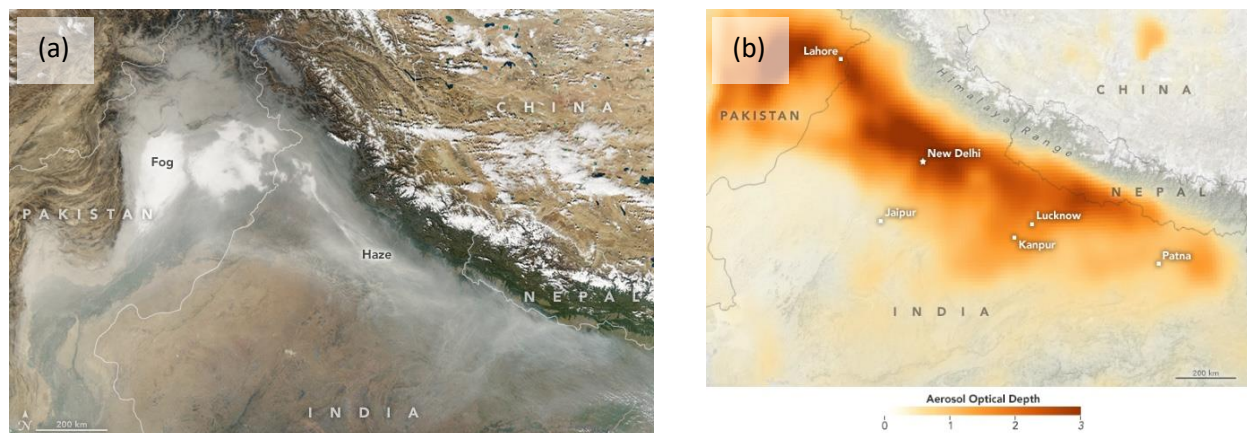 (a)
Fog
CHINA
PAKISTAN
Haze
NEPAL
INDIA
N
200 km
(b)
Lahore
Himalaya Range
CHINA
PAKISTAN
New Delhi
NEPAL
Jaipur
Lucknow
Kanpur
Patna
INDIA
200 km
Aerosol Optical Depth
0 1 2 3